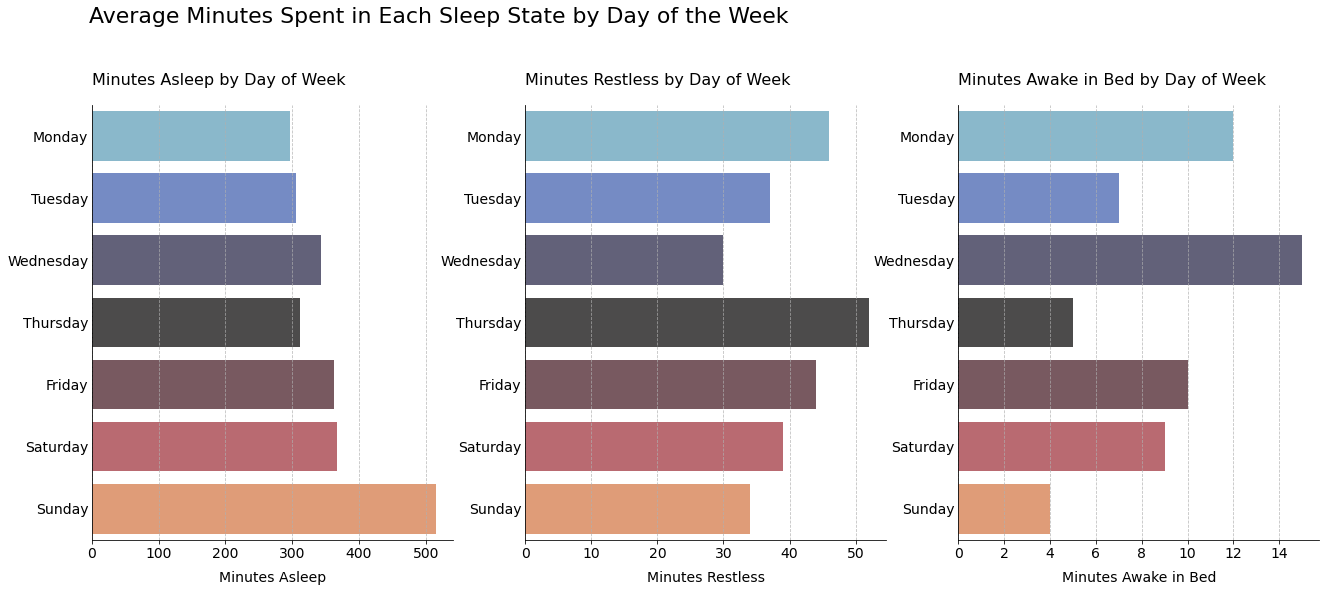 Average Minutes Spent in Each Sleep State by Day of the Week
Minutes Asleep by Day of Week
Monday
Tuesday
Wednesday
Thursday
Friday
Saturday
Sunday
0 100 200 300 400 500
Minutes Asleep
Minutes Restless by Day of Week
Monday
Tuesday
Wednesday
Thursday
Friday
Saturday
Sunday
0 10 20 30 40 50
Minutes Restless
Minutes Awake in Bed by Day of Week
Monday
Tuesday
Wednesday
Thursday
Friday
Saturday
Sunday
0 2 4 6 8 10 12 14
Minutes Awake in Bed